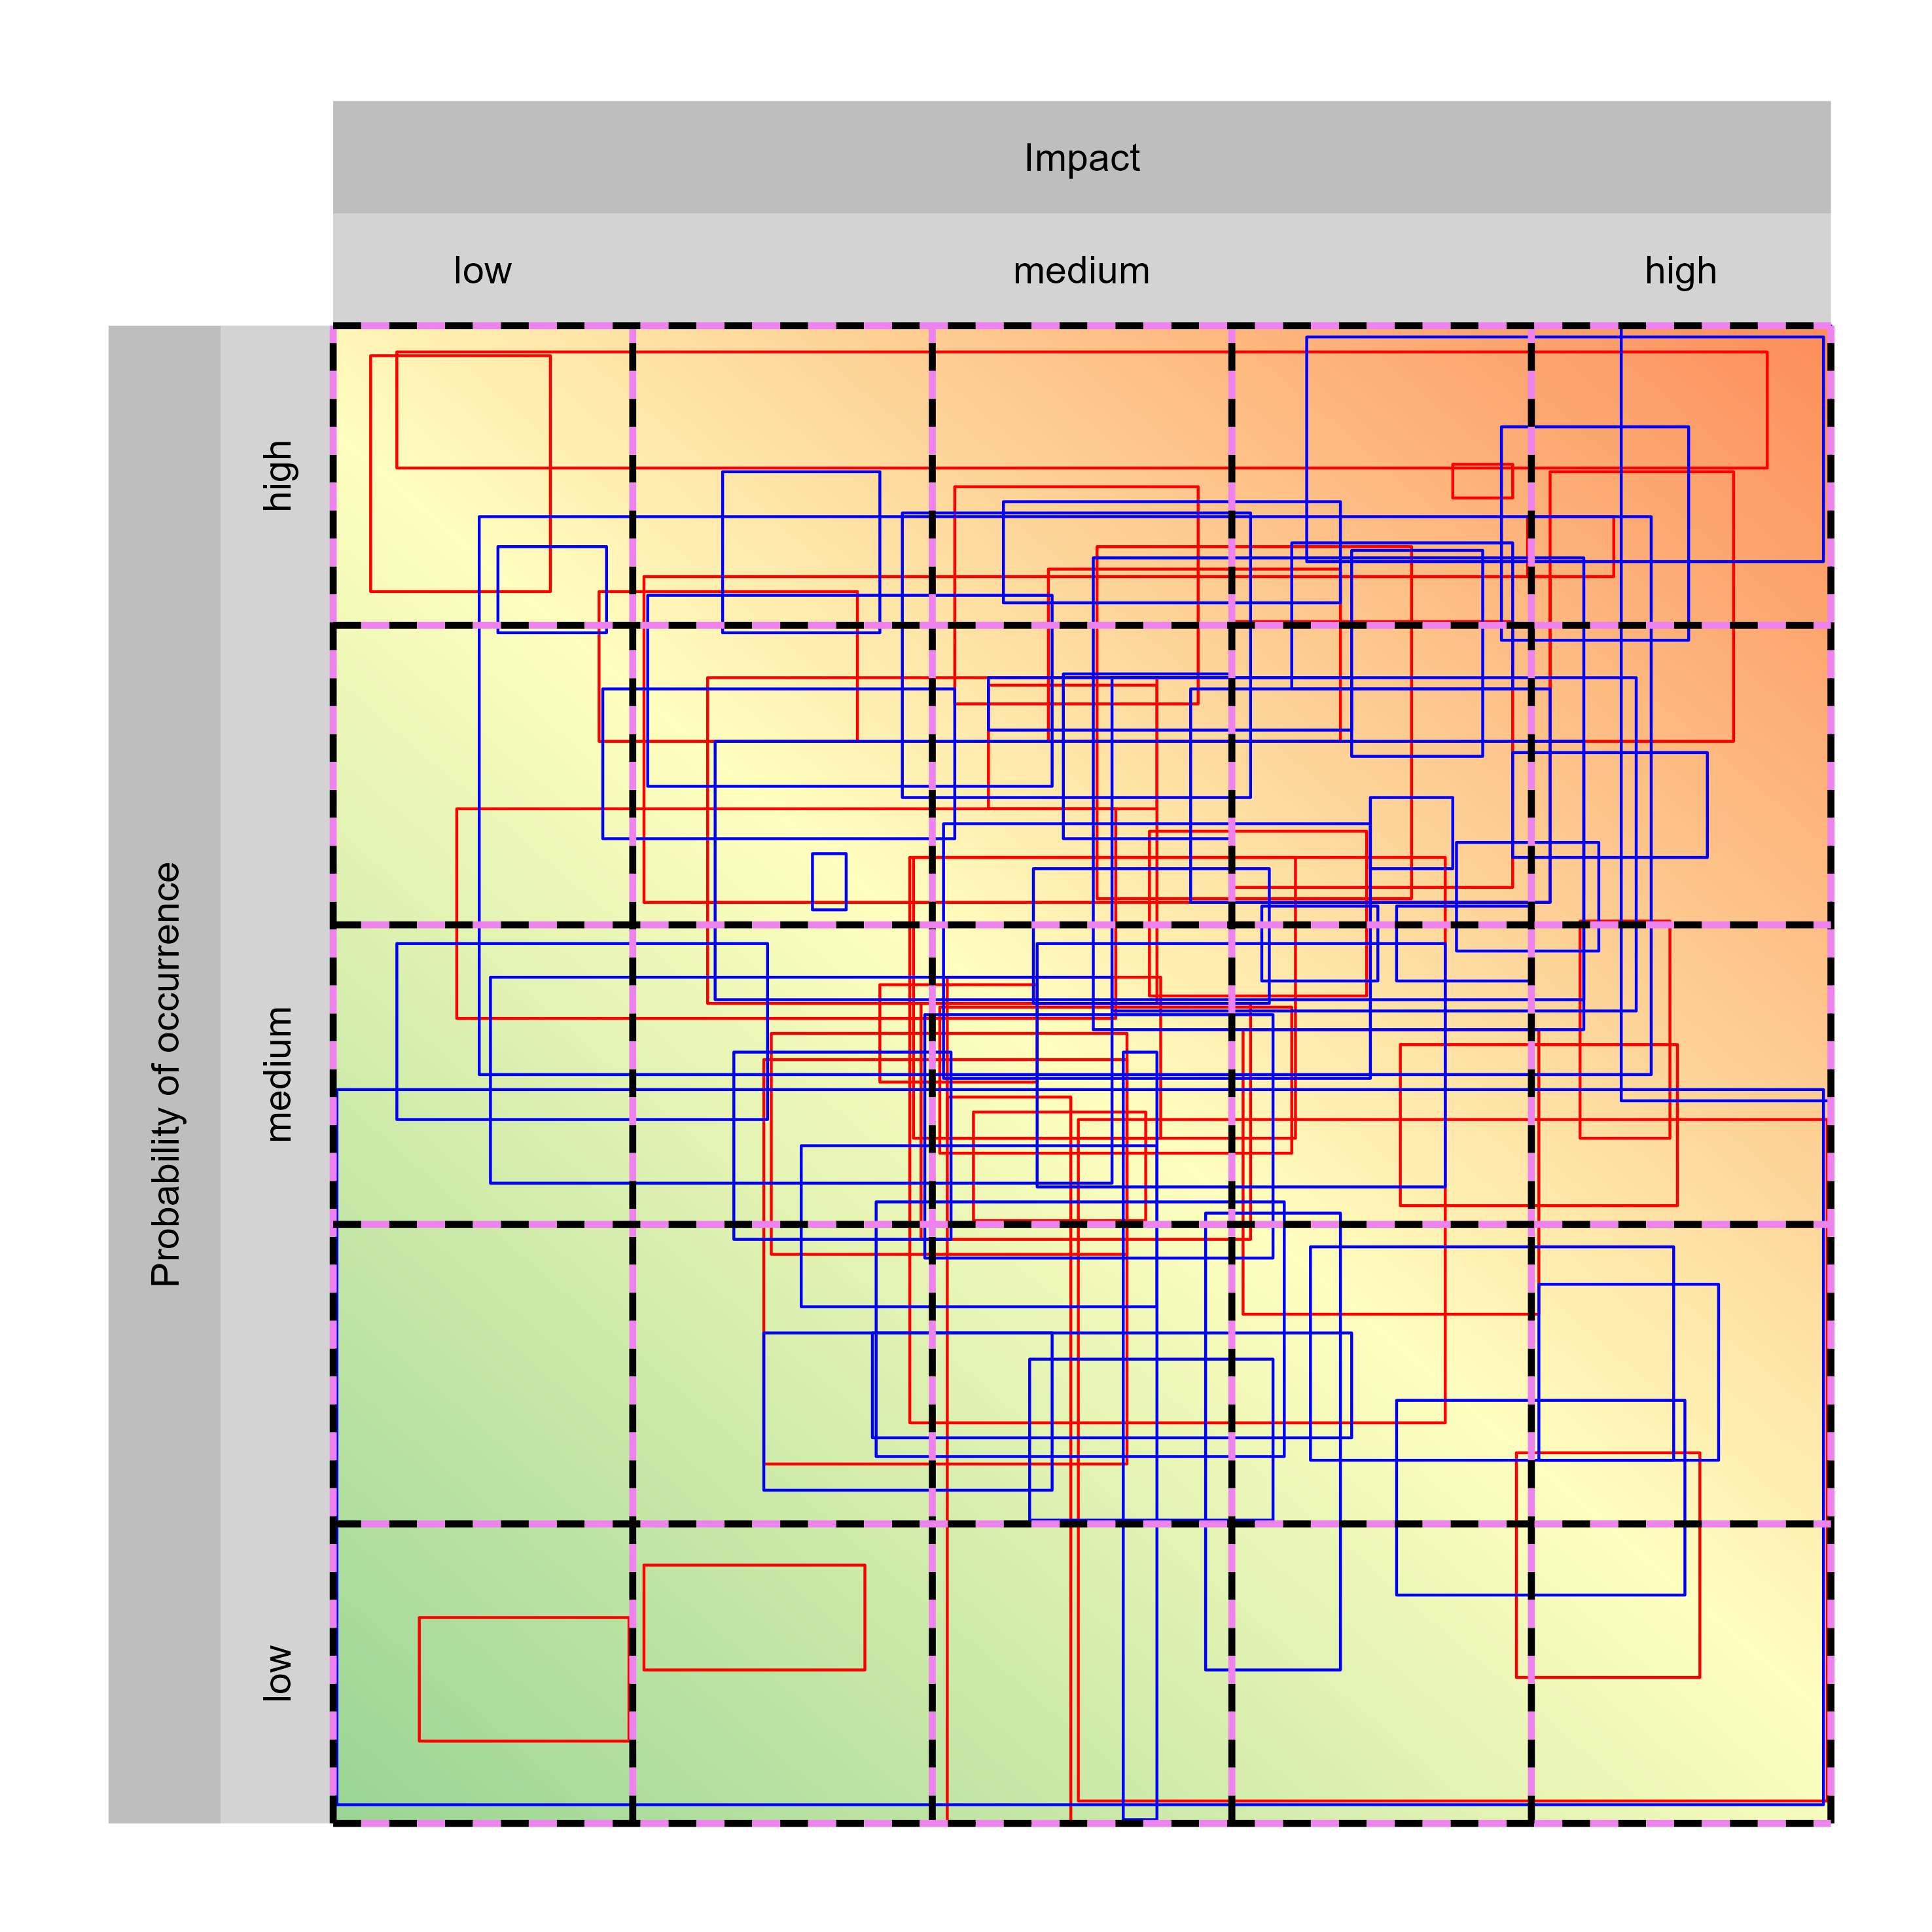 Impact
low
medium
high
Probability of occurrence
high
medium
low